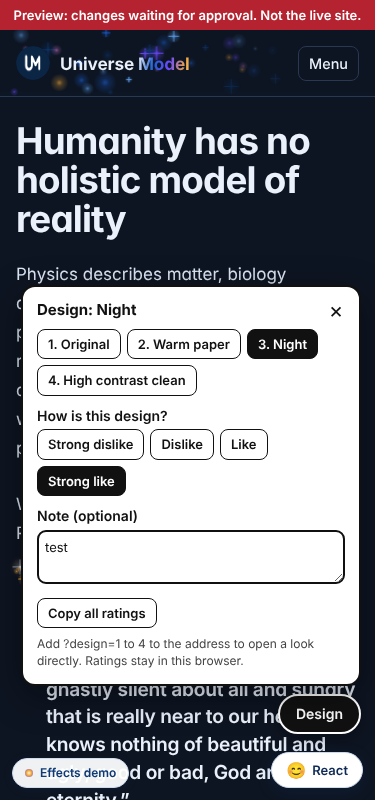 Preview: changes waiting for approval. Not the live site.
UM Universe Model
Menu
Humanity has no
holistic model of
reality
Physics describes matter, biology
Design: Night
×
1. Original
2. Warm paper
3. Night
4. High contrast clean
How is this design?
Strong dislike
Dislike
Like
Strong like
Note (optional)
test
Copy all ratings
Add ?design=1 to 4 to the address to open a look
directly. Ratings stay in this browser.
ghastly silent about all and sundry
that is really near to our
Design
knows nothing of beautiful and
Effects demo
or bad, God
React
eternity.”